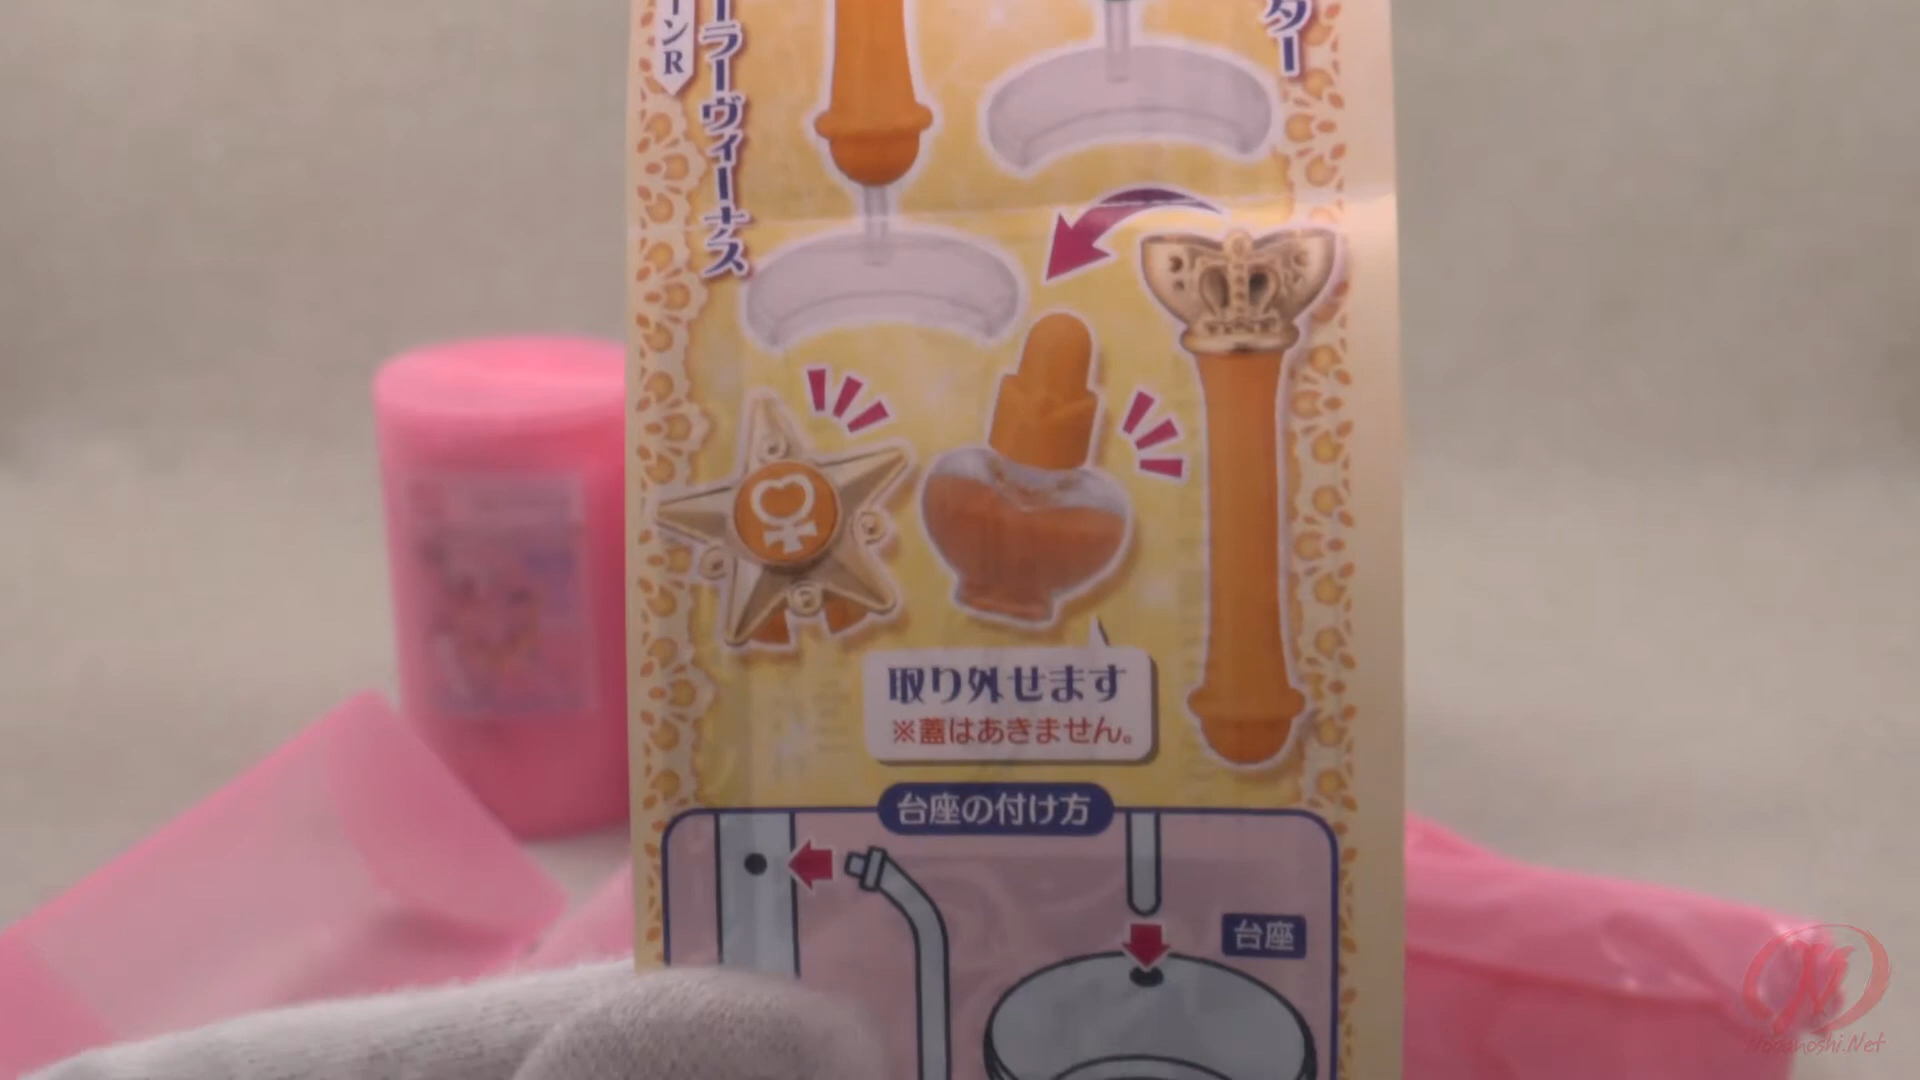 ーンR
ーラーヴィーナス
ター
取り外せます
※蓋はあきません。
台座の付け方
台座